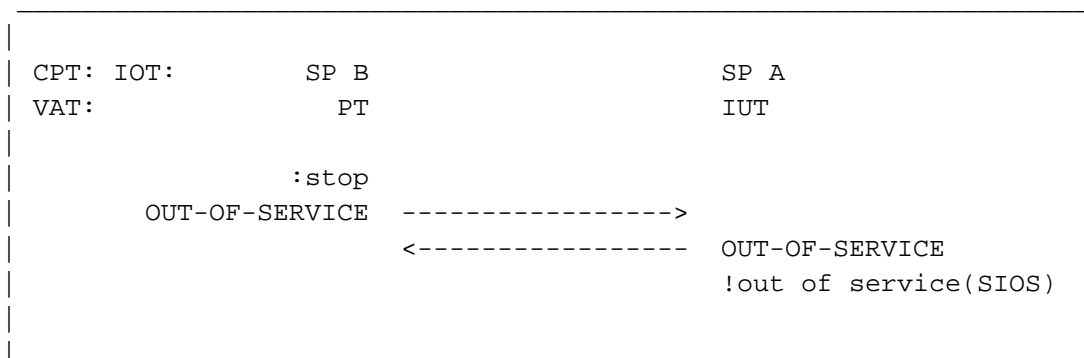 CPT: IOT: SP B SP A
VAT: PT IUT
:stop
OUT-OF-SERVICE ----------------->
<----------------- OUT-OF-SERVICE
!out of service(SIOS)